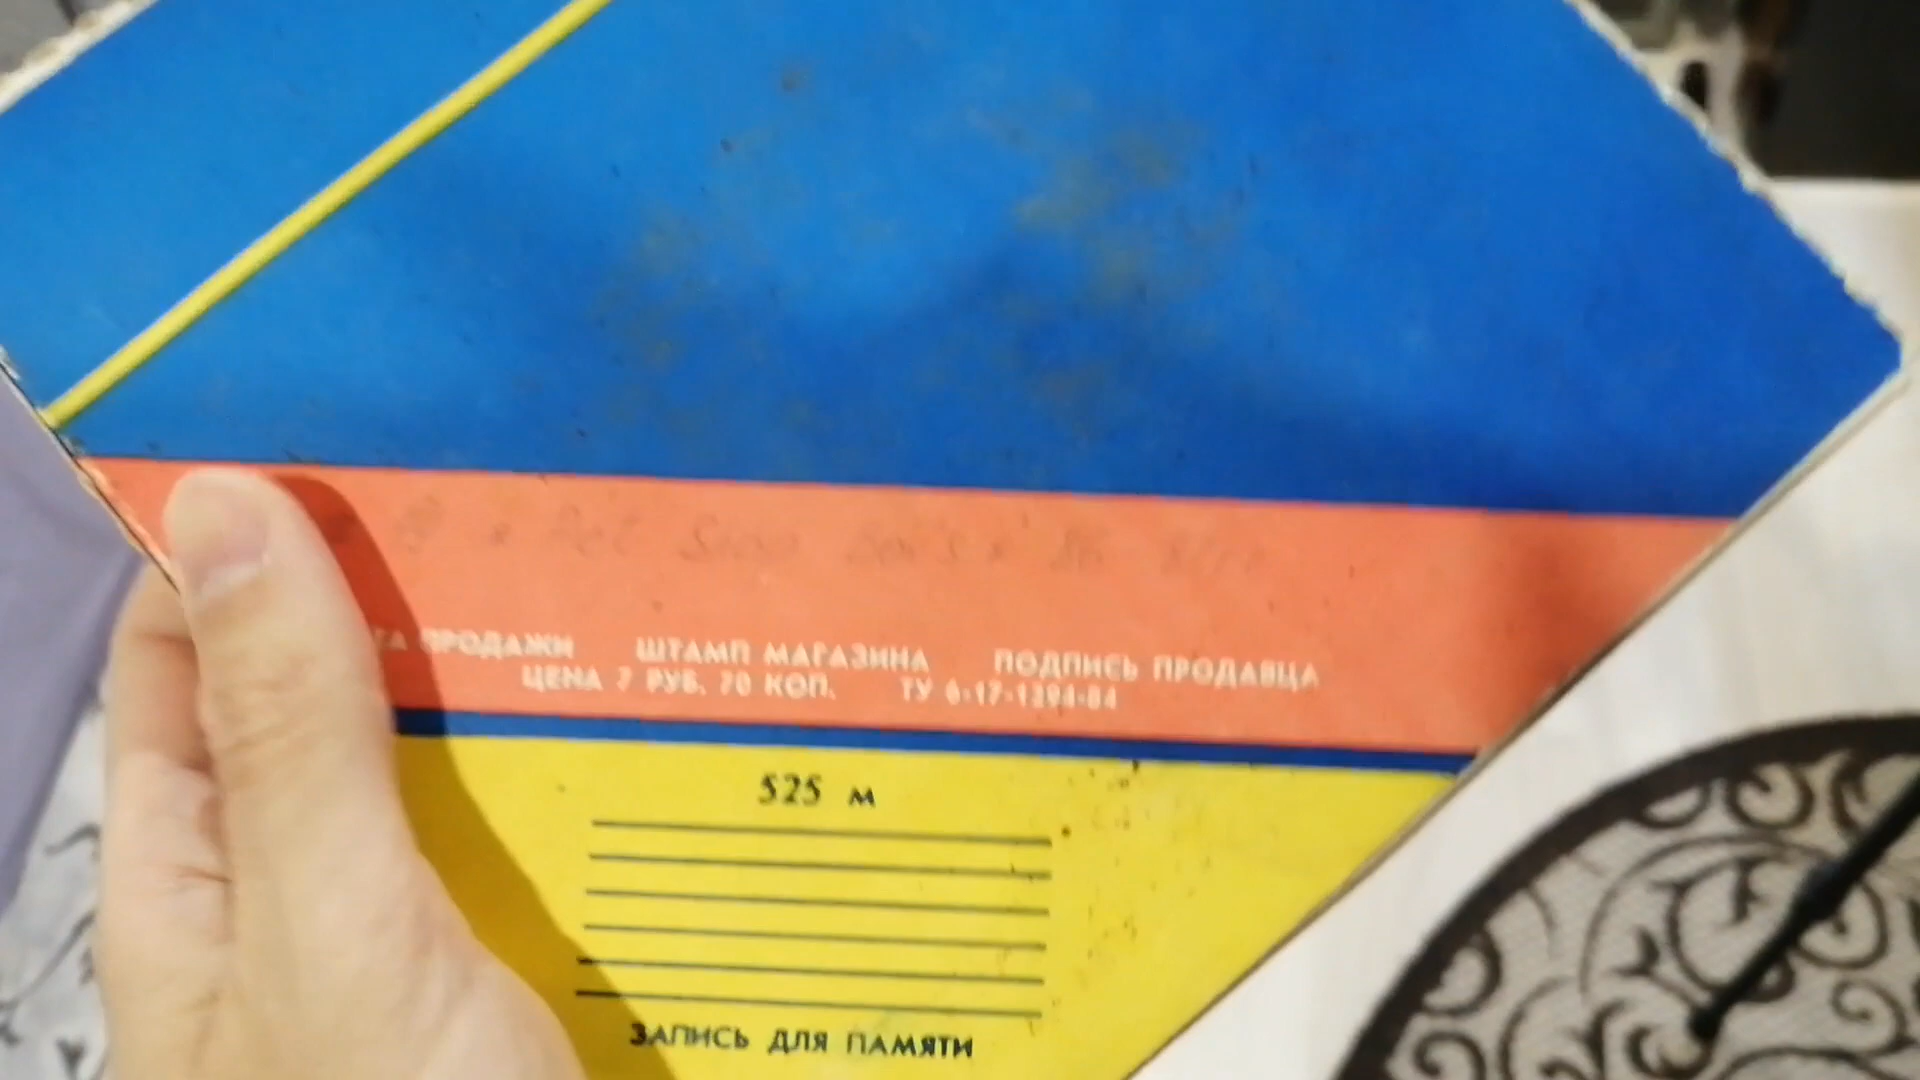 ПРОДАЖИ ШТАМП МАГАЗИНА ПОДПИСЬ ПРОДАВЦА
ЦЕНА 7 РУБ. 70 КОП. ТУ 6-17-1294-84
525 м
ЗАПИСЬ ДЛЯ ПАМЯТИ